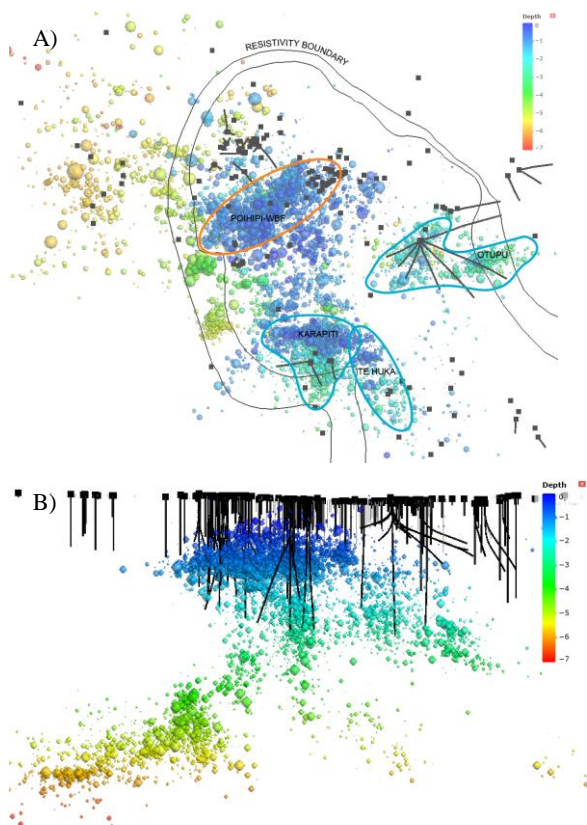 A)
Depth
0
-1
-2
-3
-4
-5
-6
-7
RESISTIVITY BOUNDARY
POIHIPI-WBF
OTUPU
KARAPITI
TE HUKA
B)
Depth
0
-1
-2
-3
-4
-5
-6
-7